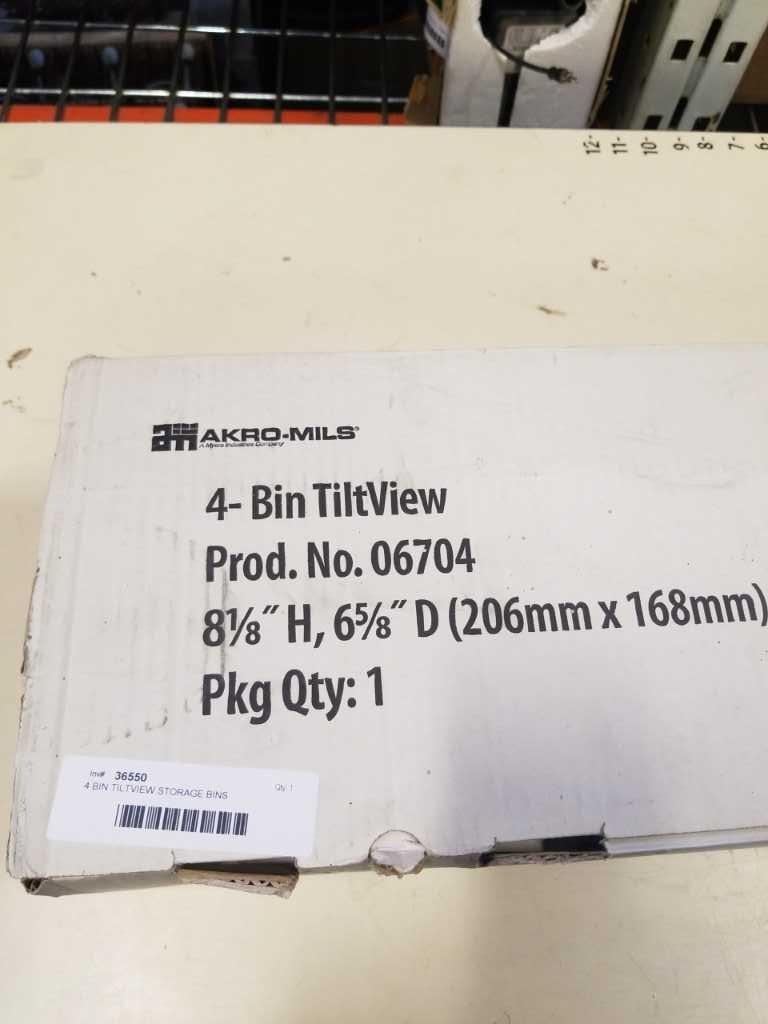 12-
11-
10-
9-
8-
7-
6-
AKRO-MILS®
A Myers Industries Company
4- Bin TiltView
Prod. No. 06704
8⅛″ H, 6⅝″ D (206mm x 168mm)
Pkg Qty: 1
Inv# 36550
QTY: 1
4 BIN TILTVIEW STORAGE BINS